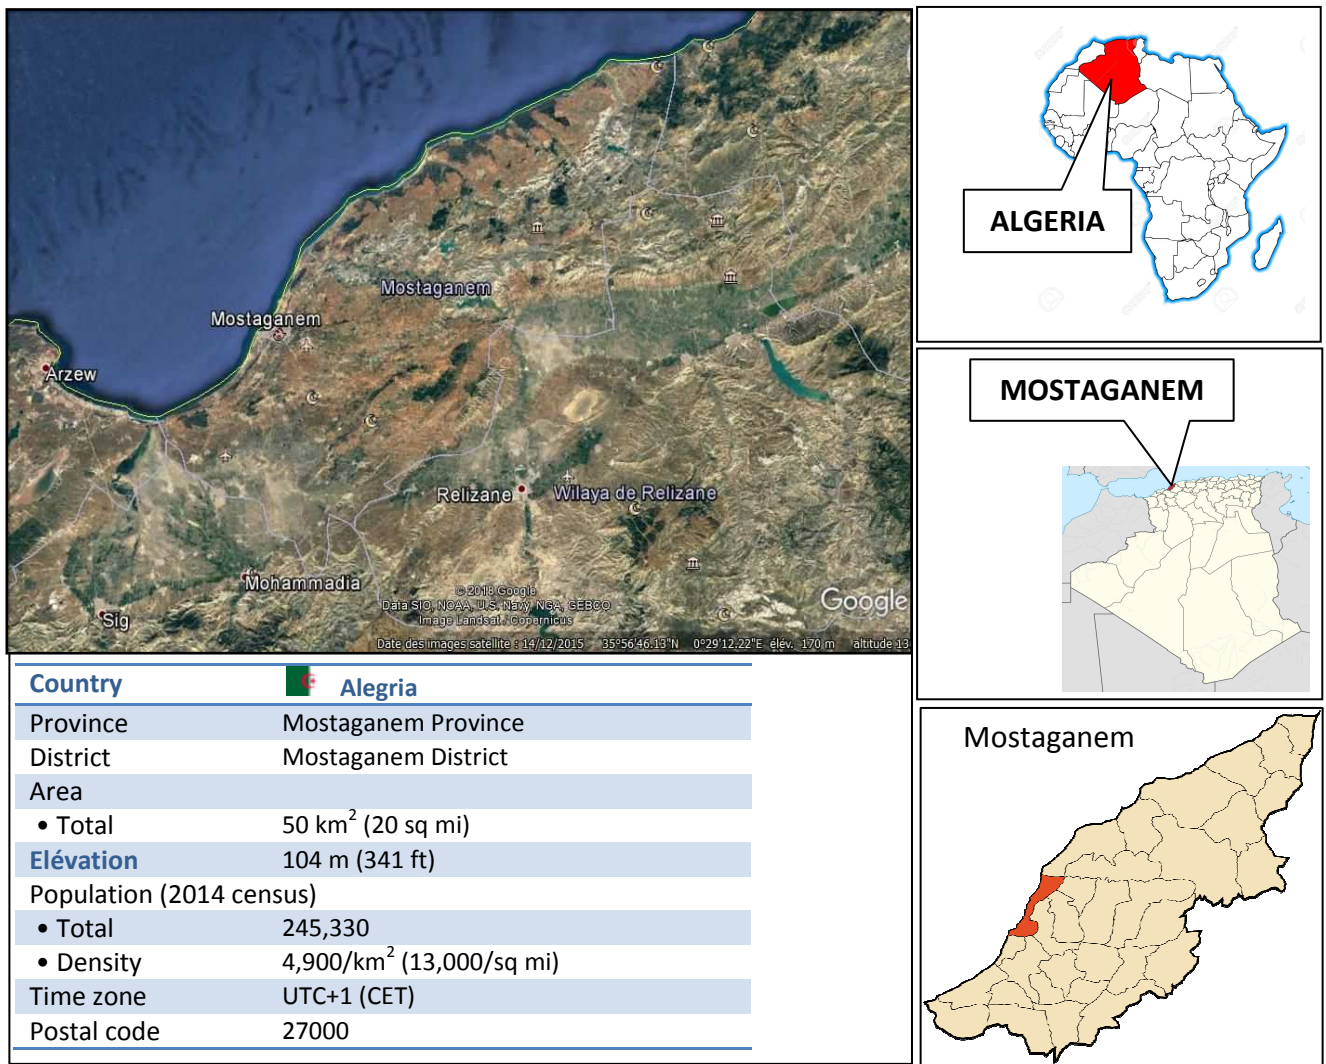 Mostaganem
Mostaganem
Arzew
Relizane
Wilaya de Relizane
Mohammadia
Sig
© 2018 Google
Data SIO, NOAA, U.S. Navy, NGA, GEBCO
Image Landsat / Copernicus
Google
Date des images satellite : 14/12/2015 35°56'46.13"N 0°29'12.22"E élév. 170 m altitude 13
ALGERIA
MOSTAGANEM
Mostaganem
Country Alegria
Province Mostaganem Province
District Mostaganem District
Area
• Total 50 km² (20 sq mi)
Elévation 104 m (341 ft)
Population (2014 census)
• Total 245,330
• Density 4,900/km² (13,000/sq mi)
Time zone UTC+1 (CET)
Postal code 27000